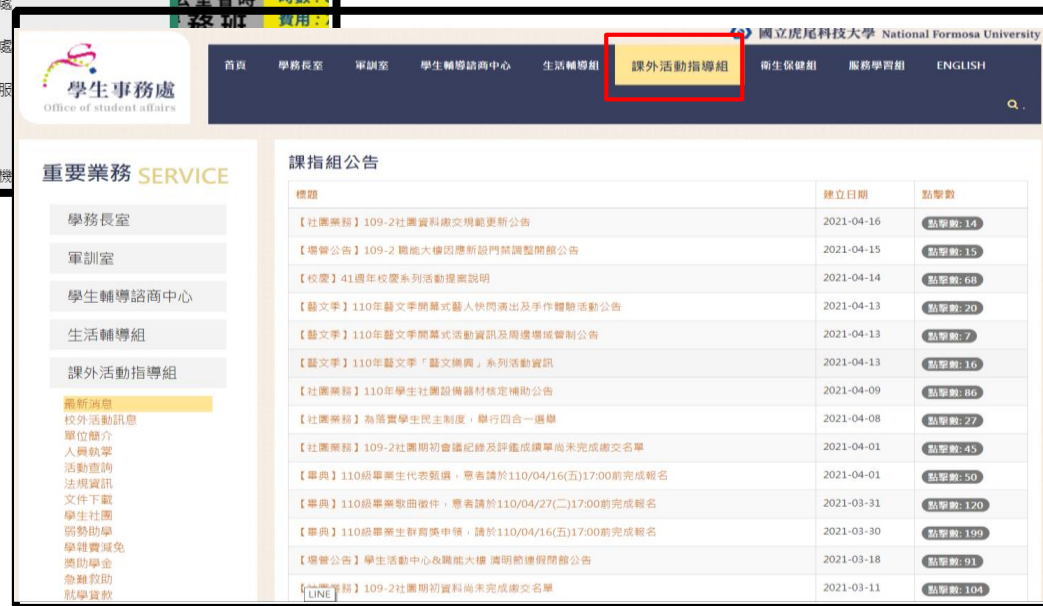 處
處
服
機
公室實時
務班
時數:
費用:
國立虎尾科技大學 National Formosa University
學生事務處
Office of student affairs
首頁 學務長室 軍訓室 學生輔導諮商中心 生活輔導組 課外活動指導組 衛生保健組 服務學習組 ENGLISH
重要業務 SERVICE
學務長室
軍訓室
學生輔導諮商中心
生活輔導組
課外活動指導組
最新消息
校外活動訊息
單位簡介
人員執掌
活動查詢
法規資訊
文件下載
學生社團
弱勢助學
學雜費減免
獎助學金
急難救助
就學貸款
課指組公告
標題 建立日期 點擊數
【社團業務】109-2社團資料繳交規範更新公告 2021-04-16 點擊數: 14
【場管公告】109-2 職能大樓因應新設門禁調整開館公告 2021-04-15 點擊數: 15
【校慶】41週年校慶系列活動提案說明 2021-04-14 點擊數: 68
【藝文季】110年藝文季開幕式藝人快閃演出及手作體驗活動公告 2021-04-13 點擊數: 20
【藝文季】110年藝文季開幕式活動資訊及周邊場域管制公告 2021-04-13 點擊數: 7
【藝文季】110年藝文季「藝文樂興」系列活動資訊 2021-04-13 點擊數: 16
【社團業務】110年學生社團設備器材核定補助公告 2021-04-09 點擊數: 86
【社團業務】為落實學生民主制度，舉行四合一選舉 2021-04-08 點擊數: 27
【社團業務】109-2社團期初會議紀錄及評鑑成績單尚未完成繳交名單 2021-04-01 點擊數: 45
【畢典】110級畢業生代表甄選，意者請於110/04/16(五)17:00前完成報名 2021-04-01 點擊數: 50
【畢典】110級畢業歌曲徵件，意者請於110/04/27(二)17:00前完成報名 2021-03-31 點擊數: 120
【畢典】110級畢業生群育獎申領，請於110/04/16(五)17:00前完成報名 2021-03-30 點擊數: 199
【場管公告】學生活動中心&職能大樓 清明節連假閉館公告 2021-03-18 點擊數: 91
務】109-2社團期初資料尚未完成繳交名單 2021-03-11 點擊數: 104
LINE